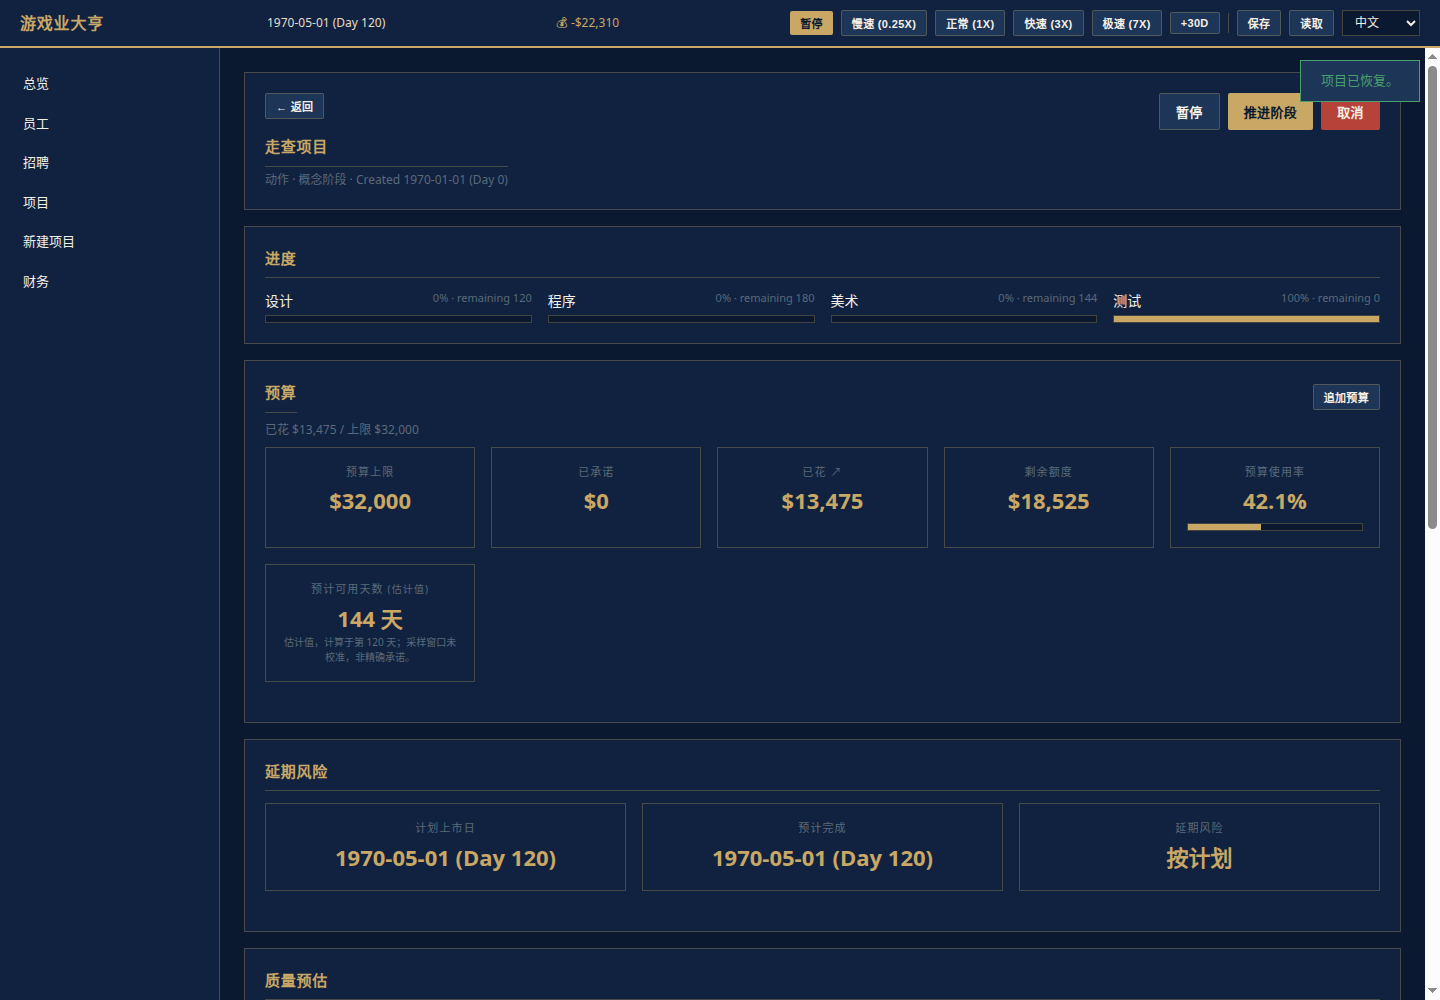 游戏业大亨
1970-05-01 (Day 120)
💰 -$22,310
暂停
慢速 (0.25X)
正常 (1X)
快速 (3X)
极速 (7X)
+30D
保存
读取
中文
总览
员工
招聘
项目
新建项目
财务
项目已恢复。
← 返回
暂停
推进阶段
取消
走查项目
动作 · 概念阶段 · Created 1970-01-01 (Day 0)
进度
设计
0% · remaining 120
程序
0% · remaining 180
美术
0% · remaining 144
测试
100% · remaining 0
预算
追加预算
已花 $13,475 / 上限 $32,000
预算上限
$32,000
已承诺
$0
已花 ↗
$13,475
剩余额度
$18,525
预算使用率
42.1%
预计可用天数 (估计值)
144 天
估计值，计算于第 120 天；采样窗口未
校准，非精确承诺。
延期风险
计划上市日
1970-05-01 (Day 120)
预计完成
1970-05-01 (Day 120)
延期风险
按计划
质量预估